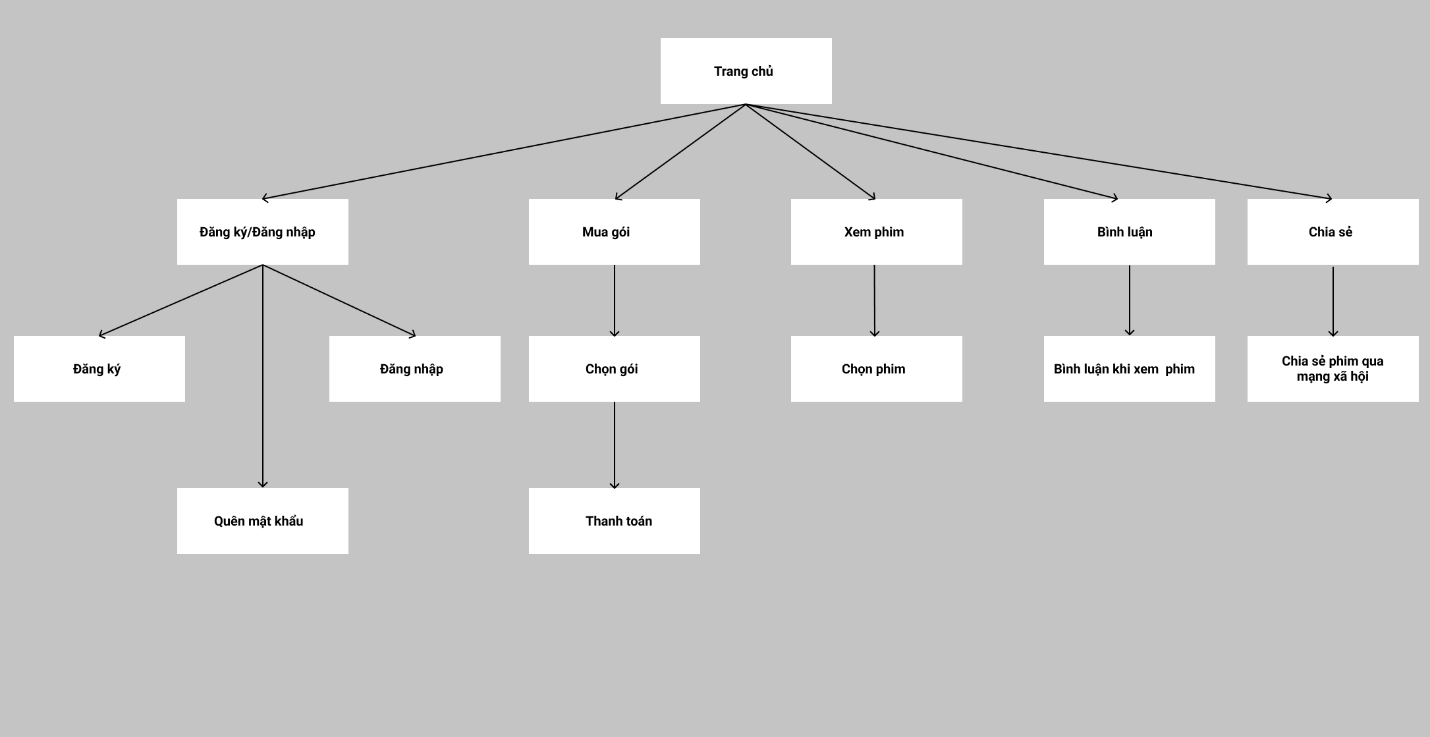 Trang chủ
Đăng ký/Đăng nhập
Mua gói
Xem phim
Bình luận
Chia sẻ
Đăng ký
Đăng nhập
Chọn gói
Chọn phim
Bình luận khi xem  phim
Chia sẻ phim qua
mạng xã hội
Quên mật khẩu
Thanh toán